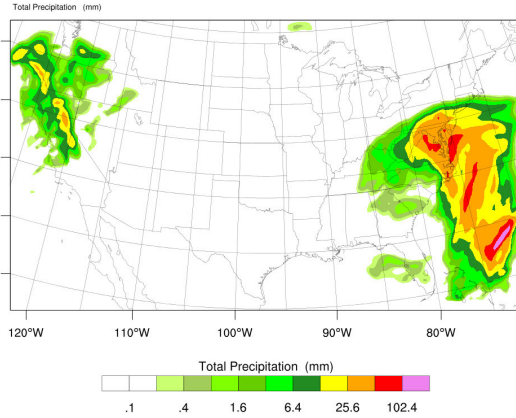 Total Precipitation (mm)
120°W 110°W 100°W 90°W 80°W
Total Precipitation (mm)
.1 .4 1.6 6.4 25.6 102.4